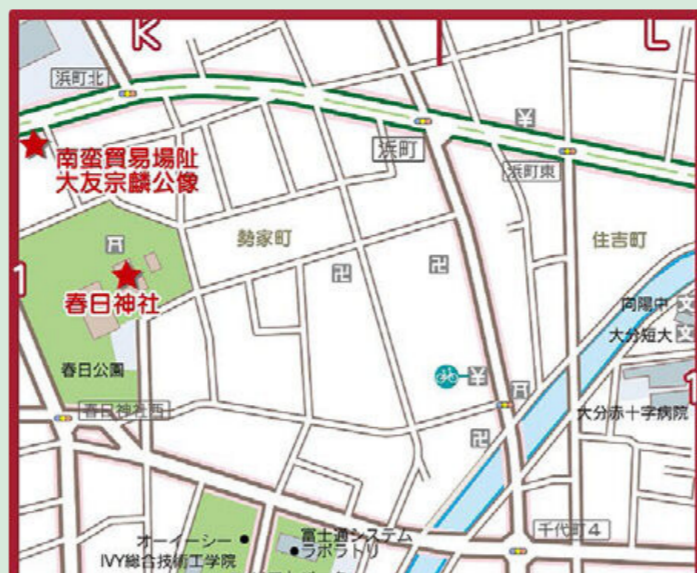 K
L
浜町北
南蛮貿易場趾
大友宗麟公像
浜町
浜町東
勢家町
住吉町
1
春日神社
向陽中
大分短大
春日公園
1
春日神社西
大分赤十字病院
オーイーシー
IVY総合技術工学院
富士通システム
ラボラトリ
千代町4